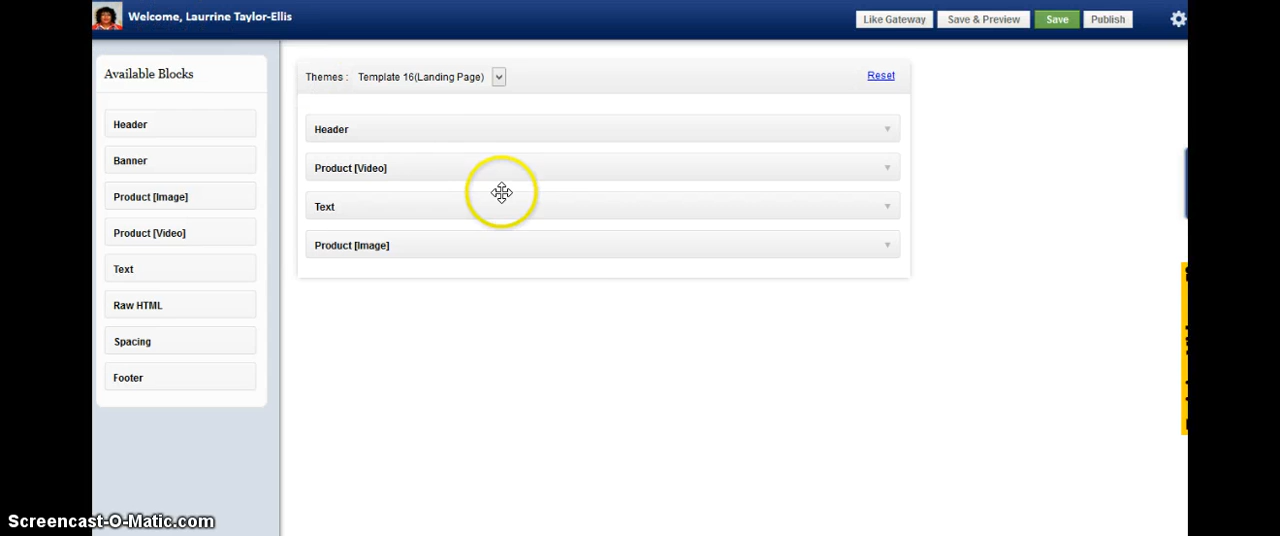 Welcome, Laurrine Taylor-Ellis
Like Gateway
Save & Preview
Save
Publish
Available Blocks
Header
Banner
Product [Image]
Product [Video]
Text
Raw HTML
Spacing
Footer
Themes : Template 16(Landing Page)
Reset
Header
Product [Video]
Text
Product [Image]
Screencast-O-Matic.com